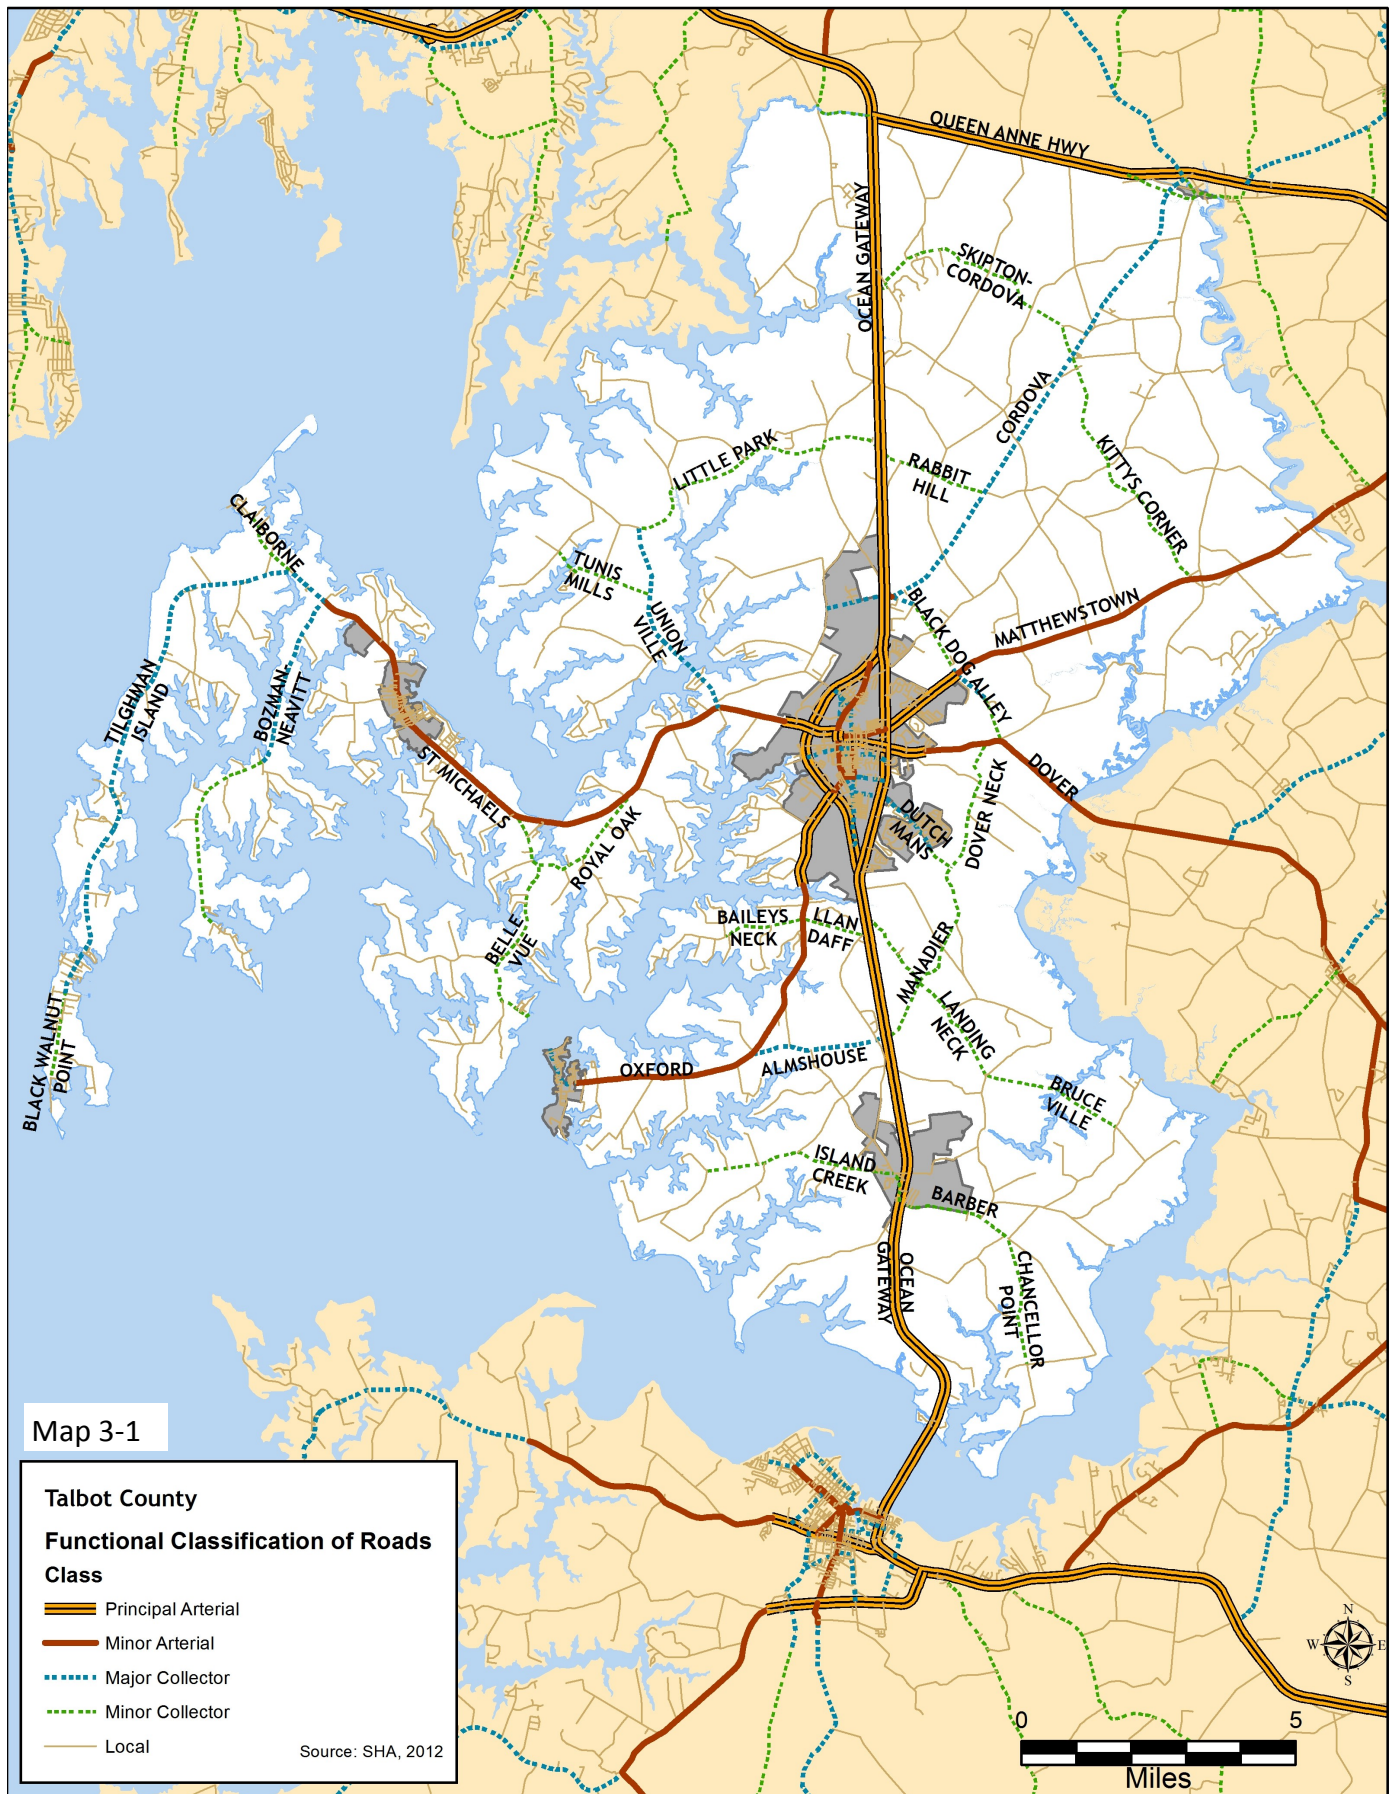 QUEEN ANNE HWY
OCEAN GATEWAY
SKIPTON-
CORDOVA
CORDOVA
LITTLE PARK
RABBIT
HILL
KITTYS CORNER
CLAIBORNE
TUNIS
MILLS
UNION
VILLE
BLACK DOG ALLEY
MATTHEWSTOWN
TILGHMAN
ISLAND
BOZMAN-
NEAVITT
ST MICHAELS
DOVER
DOVER NECK
DUTCH
MANS
ROYAL OAK
BELLE
VUE
BAILEYS
NECK
LLAN
DAFF
MANADIER
LANDING
NECK
BLACK WALNUT
POINT
OXFORD
ALMSHOUSE
BRUCE
VILLE
ISLAND
CREEK
BARBER
OCEAN
GATEWAY
CHANCELLOR
POINT
Map 3-1
Talbot County
Functional Classification of Roads
Class
Principal Arterial
Minor Arterial
Major Collector
Minor Collector
Local
Source: SHA, 2012
N
W
E
S
0
5
Miles